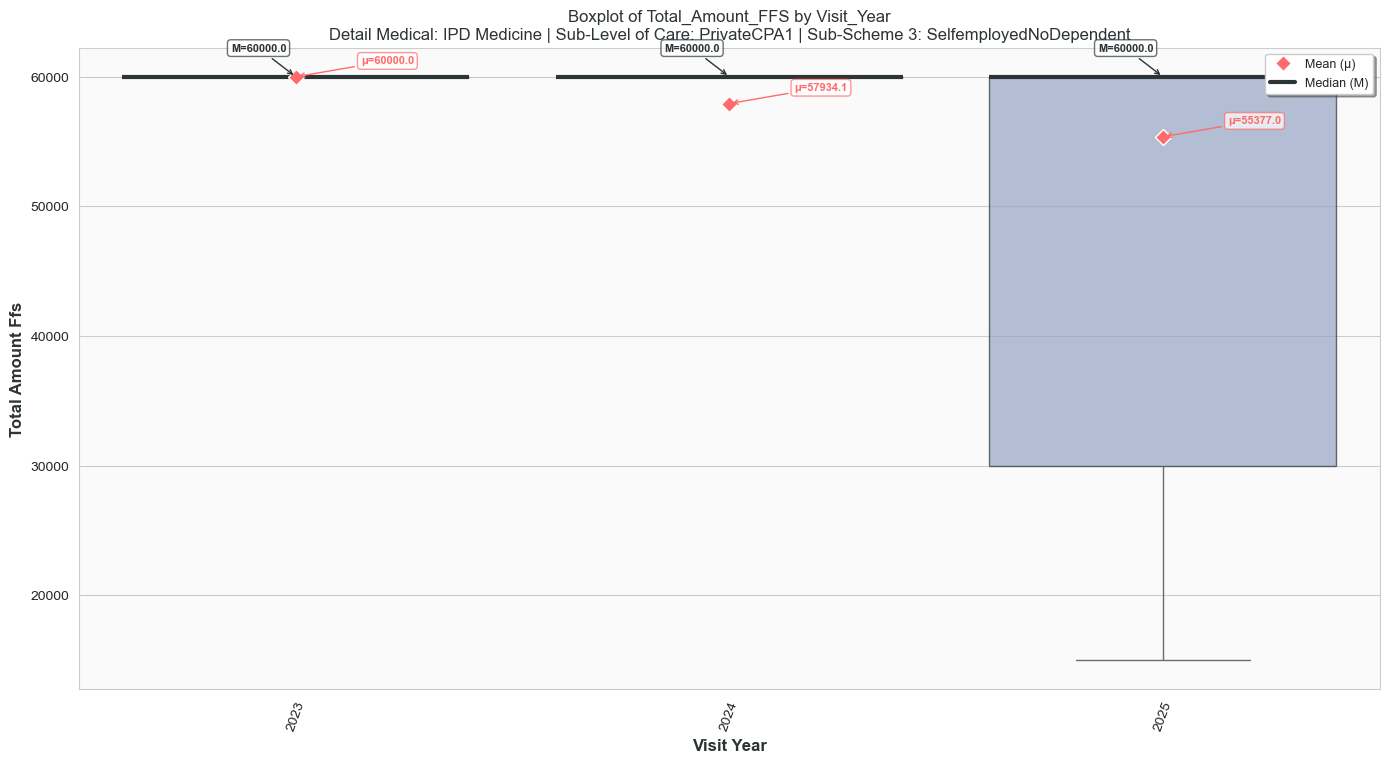 Boxplot of Total_Amount_FFS by Visit_Year
Detail Medical: IPD Medicine | Sub-Level of Care: PrivateCPA1 | Sub-Scheme 3: SelfemployedNoDependent
M=60000.0
μ=60000.0
M=60000.0
μ=57934.1
M=60000.0
μ=55377.0
Mean (μ)
Median (M)
60000
50000
40000
30000
20000
Total Amount Ffs
2023
2024
2025
Visit Year